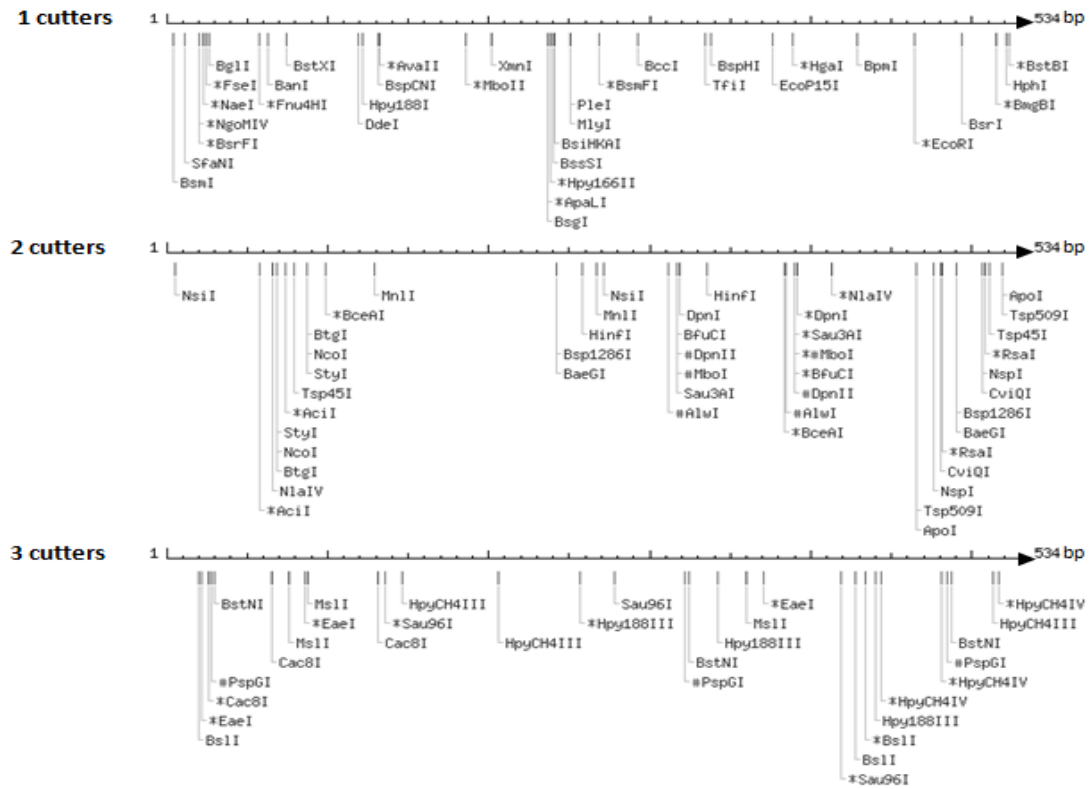 1 cutters 1 534 bp
BglI BstXI *AvaII XmnI BccI BspHI *HgaI BpmI *BstBI
*FseI BanI BspCNI *MboII *BsmFI TfiI EcoP15I HphI
*NaeI *Fnu4HI Hpy188I PleI *BmgBI
*NgoMIV DdeI MlyI BsrI
*BsrFI BsiHKAI *EcoRI
SfaNI BssSI
BsmI *Hpy166II
*ApaLI
BsgI
2 cutters 1 534 bp
NsiI MnlI NsiI DpnI HinfI *DpnI *NlaIV ApoI
*BceAI MnlI BfuCI *Sau3AI Tsp509I
BtgI HinfI #DpnII *#MboI Tsp45I
NcoI Bsp1286I #MboI *BfuCI *RsaI
StyI BaeGI Sau3AI #DpnII NspI
Tsp45I #AlwI #AlwI CviQI
*AciI *BceAI Bsp1286I
StyI BaeGI
NcoI *RsaI
BtgI CviQI
NlaIV NspI
*AciI Tsp509I
ApoI
3 cutters 1 534 bp
BstNI MslI HpyCH4III Sau96I *EaeI *HpyCH4IV
*EaeI *Sau96I *Hpy188III MslI HpyCH4III
MslI Cac8I HpyCH4III Hpy188III BstNI
Cac8I BstNI #PspGI
#PspGI #PspGI *HpyCH4IV
*Cac8I *HpyCH4IV
*EaeI Hpy188III
BslI *BslI
BslI
*Sau96I